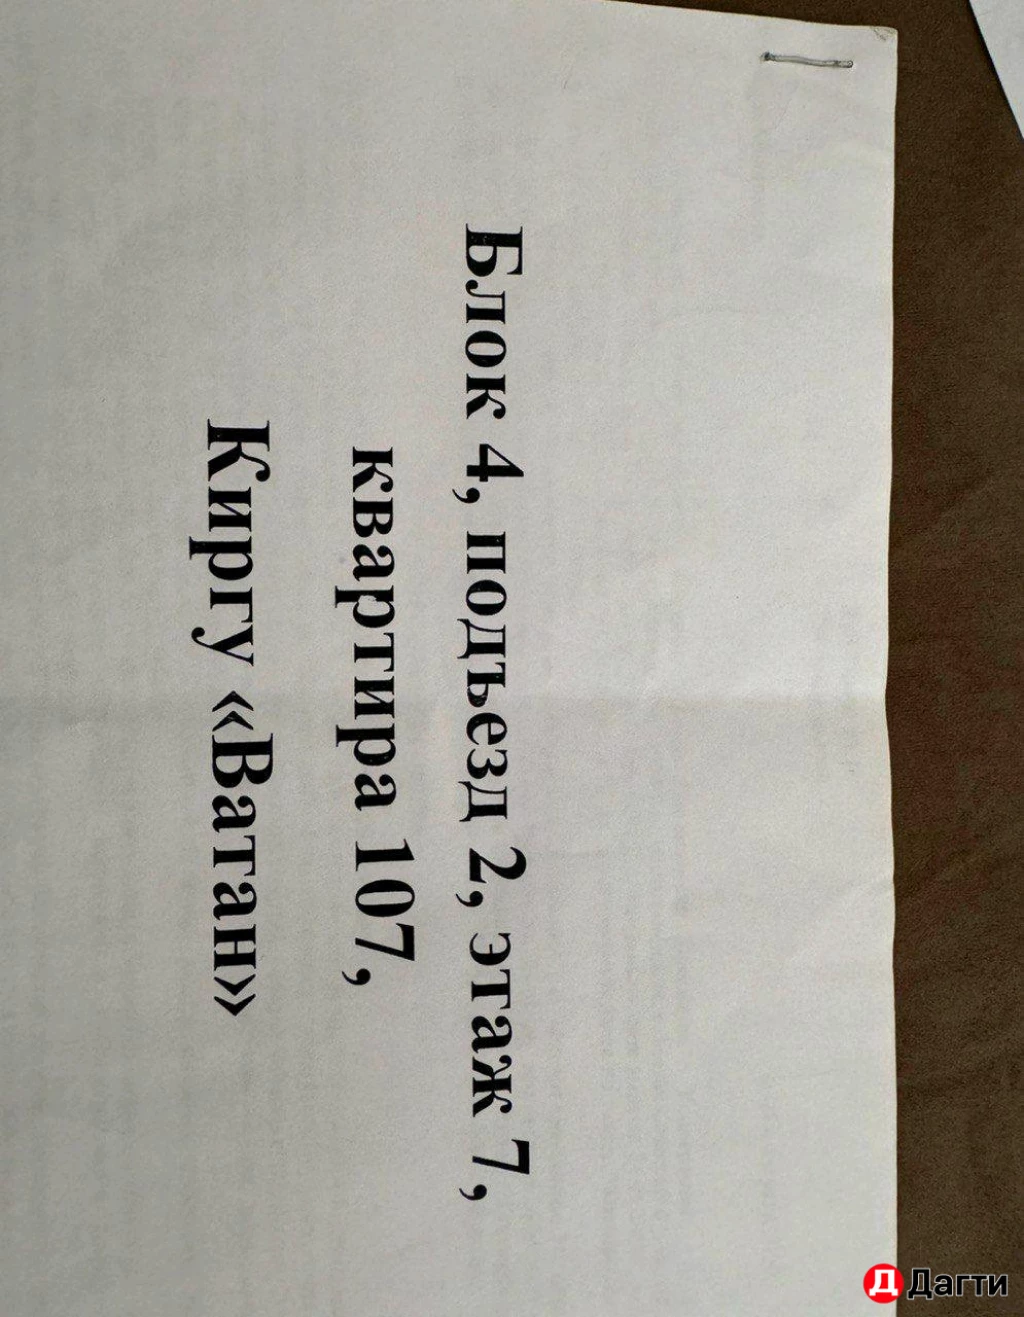 Блок 4, подъезд 2, этаж 7,
квартира 107,
Киргу «Ватан»
Д Дагти